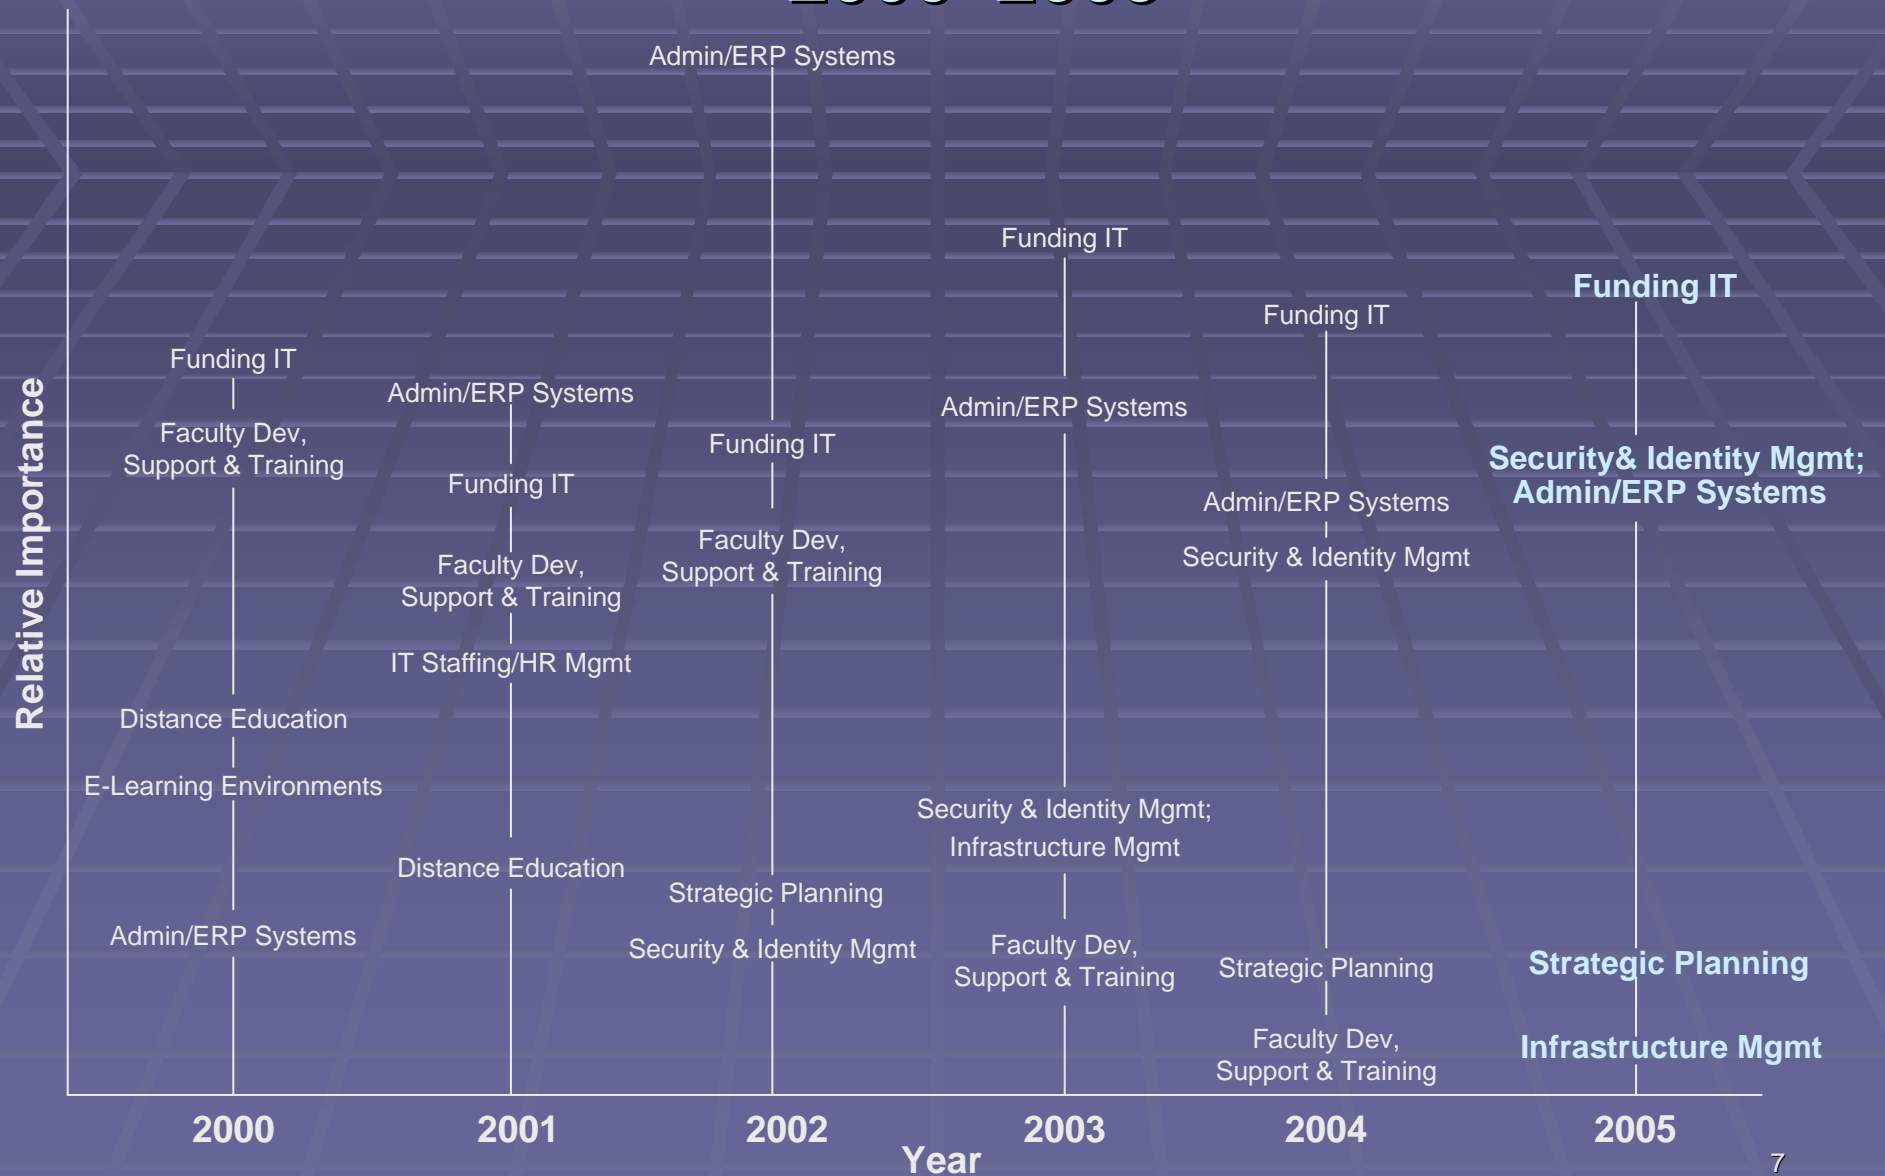 Relative Importance
Funding IT
Faculty Dev,
Support & Training
Distance Education
E-Learning Environments
Admin/ERP Systems
2000
Admin/ERP Systems
Funding IT
Faculty Dev,
Support & Training
IT Staffing/HR Mgmt
Distance Education
2001
Admin/ERP Systems
Funding IT
Faculty Dev,
Support & Training
Strategic Planning
Security & Identity Mgmt
2002
Funding IT
Admin/ERP Systems
Security & Identity Mgmt;
Infrastructure Mgmt
Faculty Dev,
Support & Training
2003
Funding IT
Admin/ERP Systems
Security & Identity Mgmt
Strategic Planning
Faculty Dev,
Support & Training
2004
Funding IT
Security& Identity Mgmt;
Admin/ERP Systems
Strategic Planning
Infrastructure Mgmt
2005
Year
7